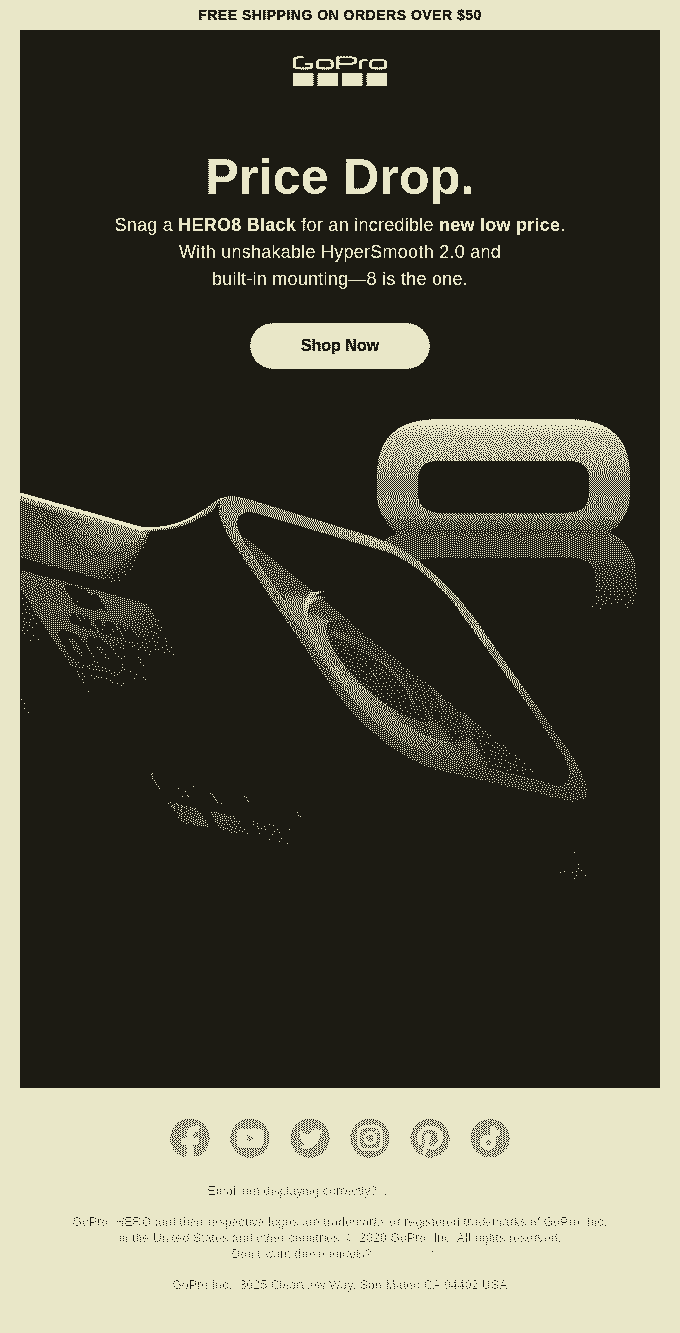 FREE SHIPPING ON ORDERS OVER $50
GoPro
Price Drop.
Snag a HERO8 Black for an incredible new low price.
With unshakable HyperSmooth 2.0 and
built-in mounting—8 is the one.
Shop Now
8
Email not displaying correctly?
GoPro, HERO and their respective logos are trademarks or registered trademarks of GoPro, Inc.
in the United States and other countries. © 2020 GoPro, Inc. All rights reserved.
Don't want these emails?
GoPro Inc., 3025 Clearview Way, San Mateo CA 94402 USA